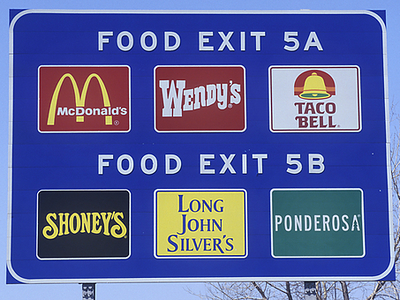 FOOD EXIT 5A
McDonald's ®
WENDY'S
TACO
BELL®
FOOD EXIT 5B
SHONEY'S
LONG
JOHN
SILVER'S
PONDEROSA